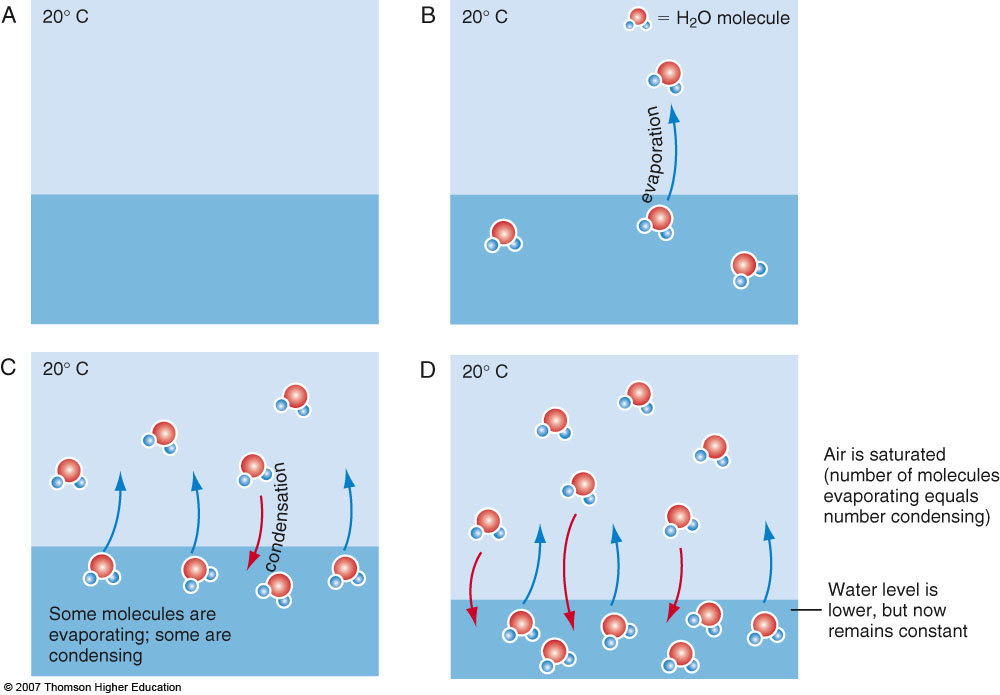 A
20° C
B
20° C
= H₂O molecule
evaporation
C
20° C
condensation
Some molecules are
evaporating; some are
condensing
D
20° C
Air is saturated
(number of molecules
evaporating equals
number condensing)
Water level is
lower, but now
remains constant
© 2007 Thomson Higher Education